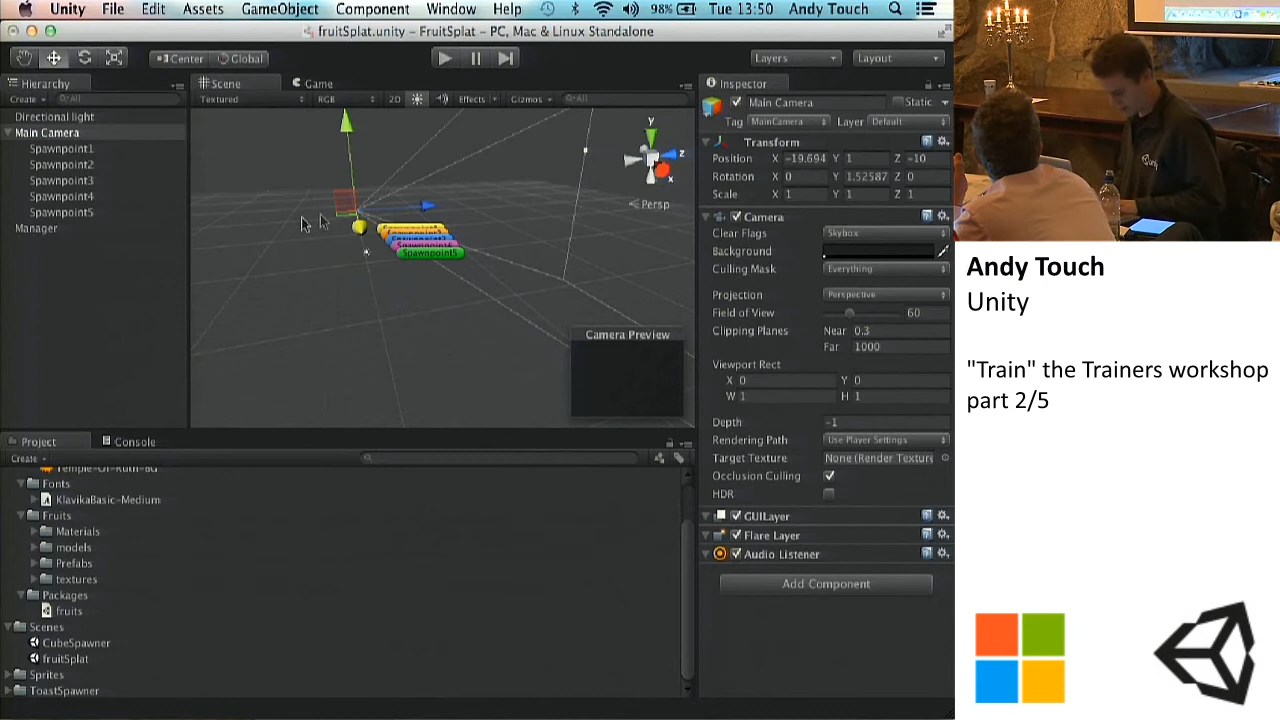 Unity File Edit Assets GameObject Component Window Help 98% Tue 13:50 Andy Touch
fruitSplat.unity – FruitSplat – PC, Mac & Linux Standalone
Center Global Layers Layout
Hierarchy
Create All
Directional light
Main Camera
Spawnpoint1
Spawnpoint2
Spawnpoint3
Spawnpoint4
Spawnpoint5
Manager
Scene Game
Textured RGB 2D Effects Gizmos All
y
z
x
Persp
Spawnpoint5
Camera Preview
Inspector
Main Camera Static
Tag MainCamera Layer Default
Transform
Position X -19.694 Y 1 Z -10
Rotation X 0 Y 1.52587 Z 0
Scale X 1 Y 1 Z 1
Camera
Clear Flags Skybox
Background
Culling Mask Everything
Projection Perspective
Field of View 60
Clipping Planes Near 0.3
Far 1000
Viewport Rect
X 0 Y 0
W 1 H 1
Depth -1
Rendering Path Use Player Settings
Target Texture None (Render Texture
Occlusion Culling
HDR
GUILayer
Flare Layer
Audio Listener
Add Component
Project Console
Create
Temple-Of-Ruth-BG
Fonts
KlavikaBasic-Medium
Fruits
Materials
models
Prefabs
textures
Packages
fruits
Scenes
CubeSpawner
fruitSplat
Sprites
ToastSpawner
Andy Touch
Unity
"Train" the Trainers workshop
part 2/5